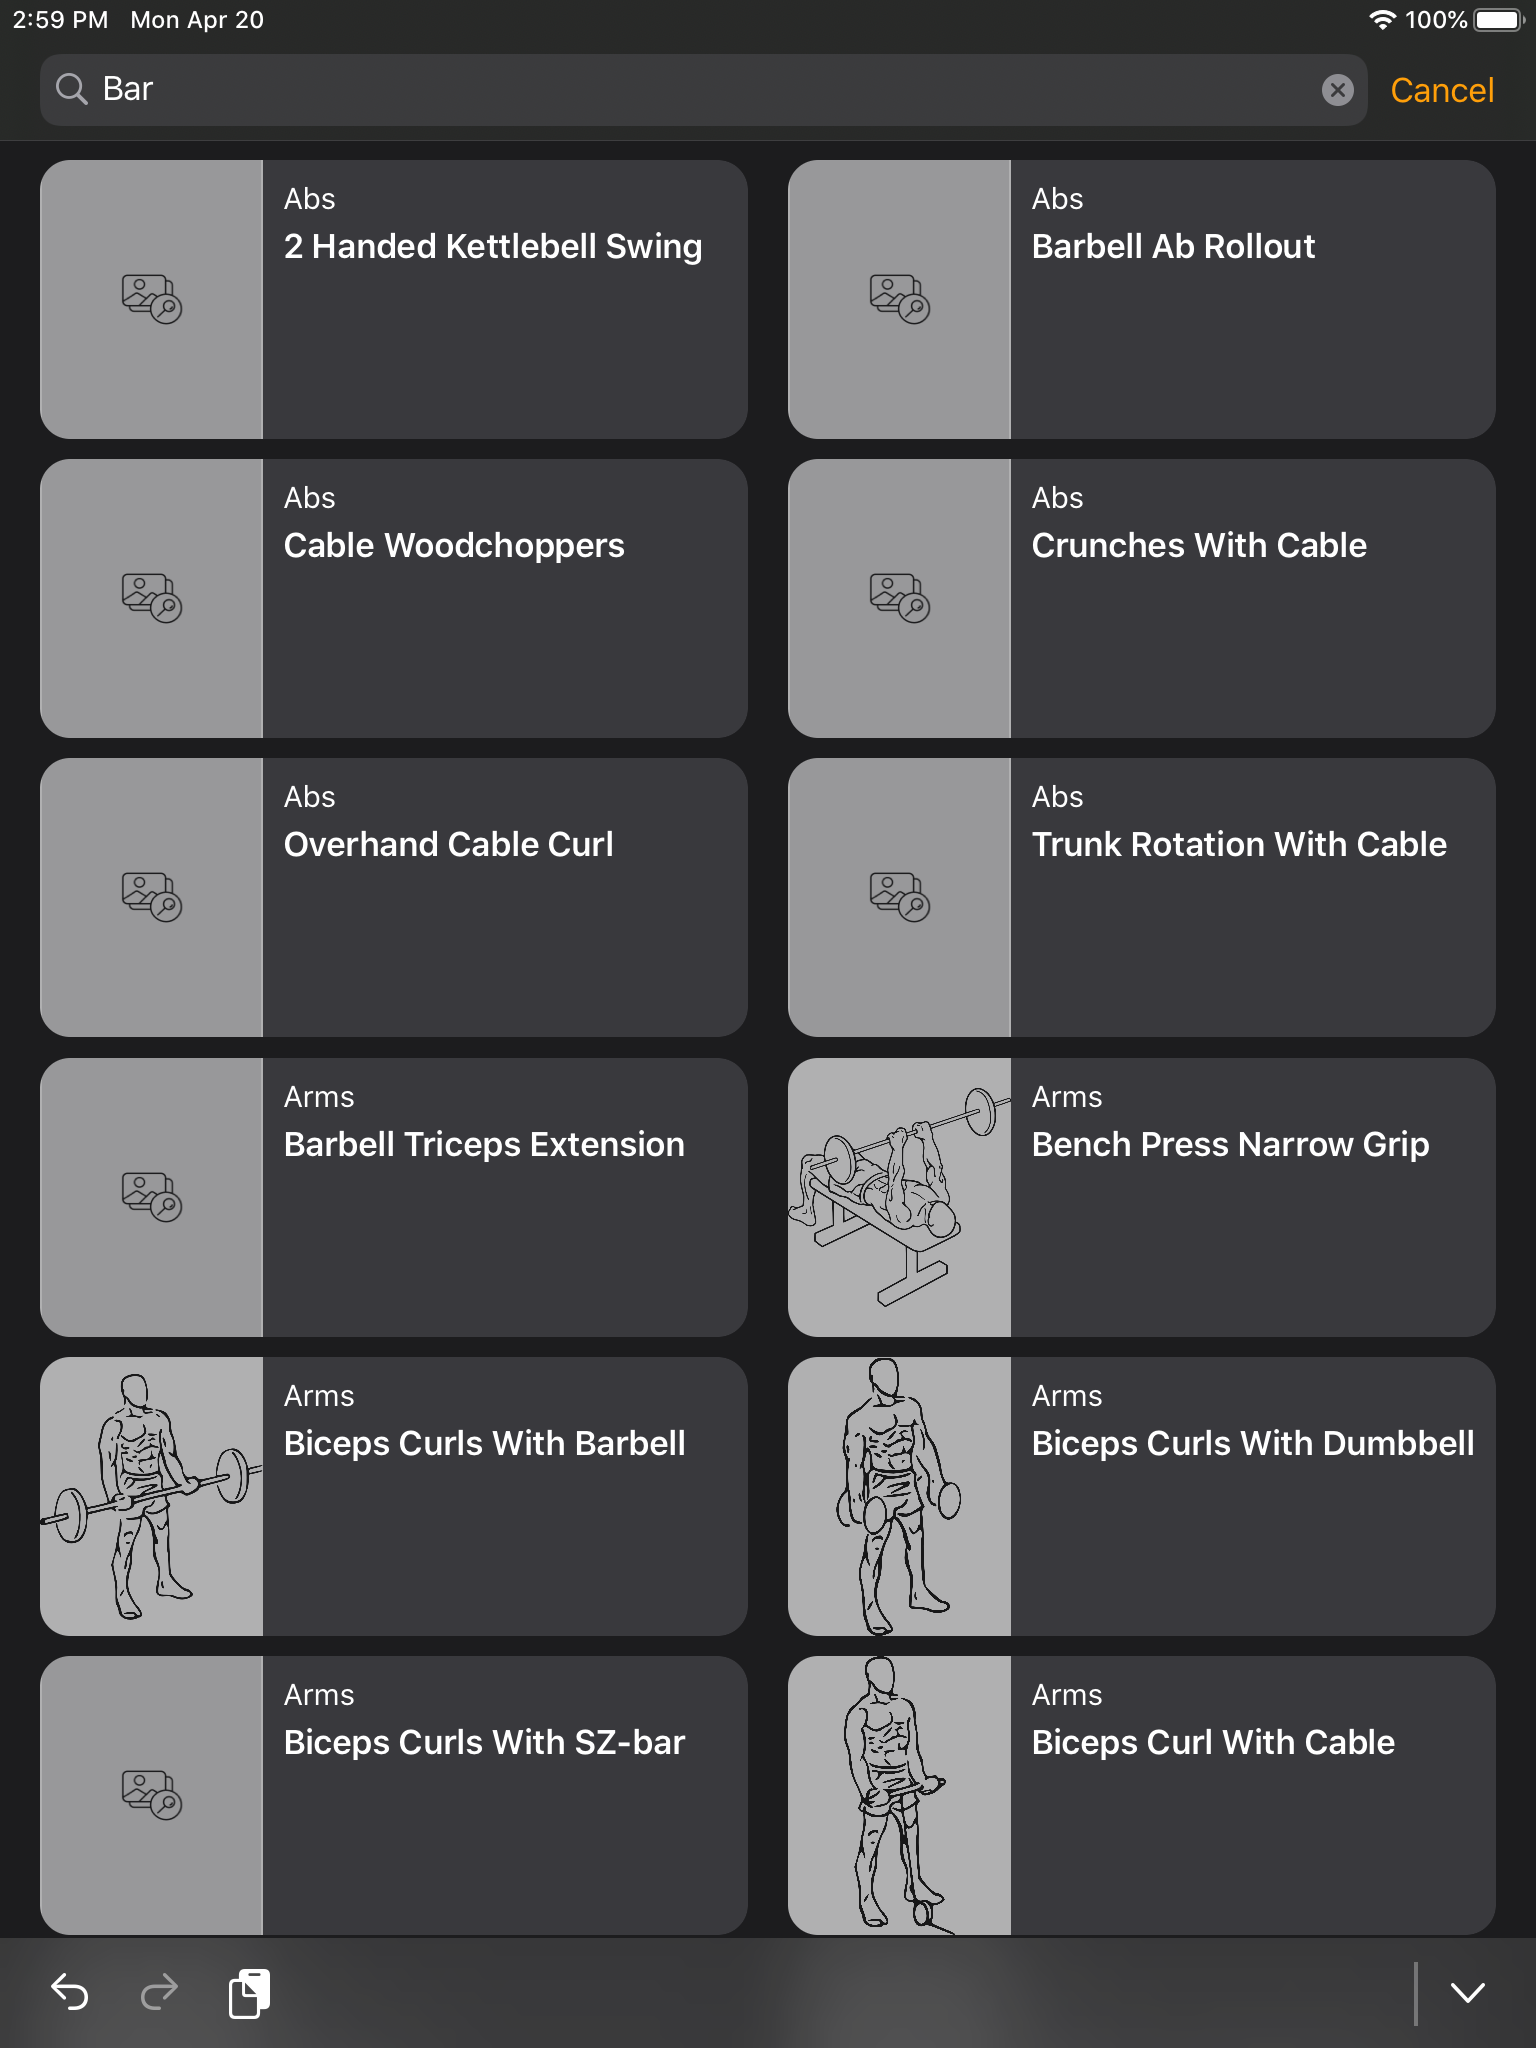 2:59 PM Mon Apr 20 100%
Bar Cancel
Abs
2 Handed Kettlebell Swing
Abs
Barbell Ab Rollout
Abs
Cable Woodchoppers
Abs
Crunches With Cable
Abs
Overhand Cable Curl
Abs
Trunk Rotation With Cable
Arms
Barbell Triceps Extension
Arms
Bench Press Narrow Grip
Arms
Biceps Curls With Barbell
Arms
Biceps Curls With Dumbbell
Arms
Biceps Curls With SZ-bar
Arms
Biceps Curl With Cable